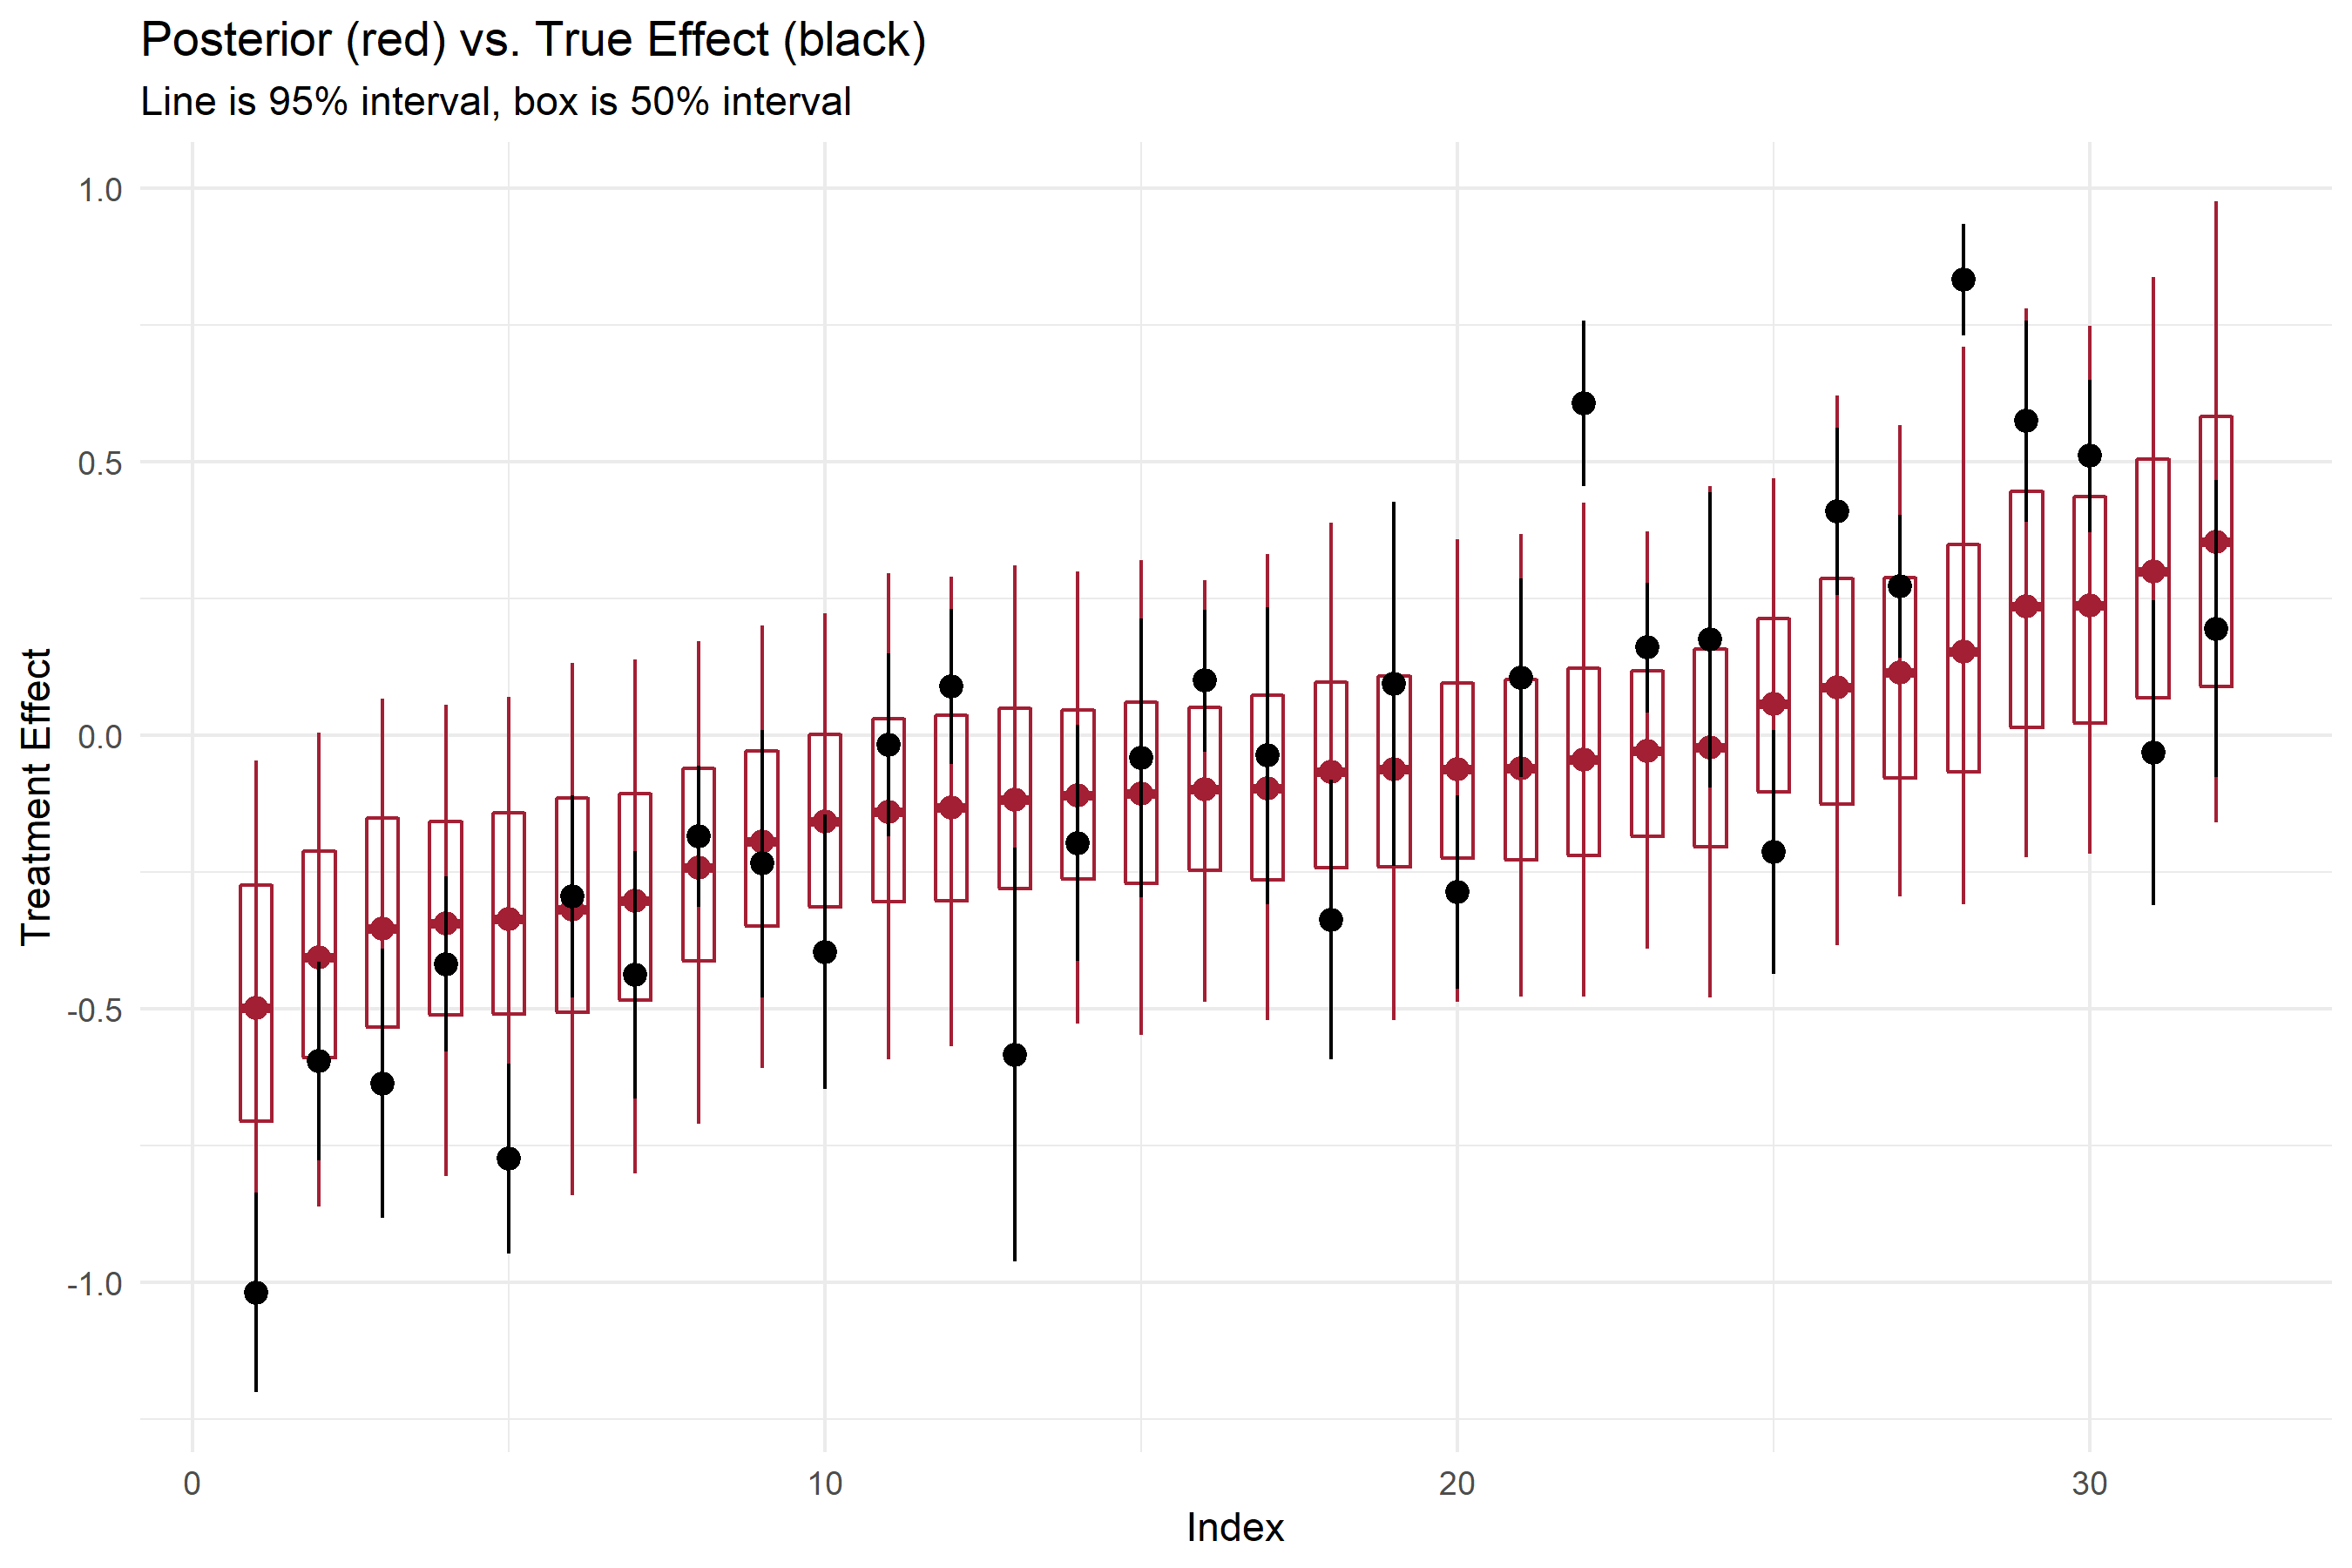 Posterior (red) vs. True Effect (black)
Line is 95% interval, box is 50% interval
1.0
0.5
0.0
-0.5
-1.0
Treatment Effect
0 10 20 30
Index